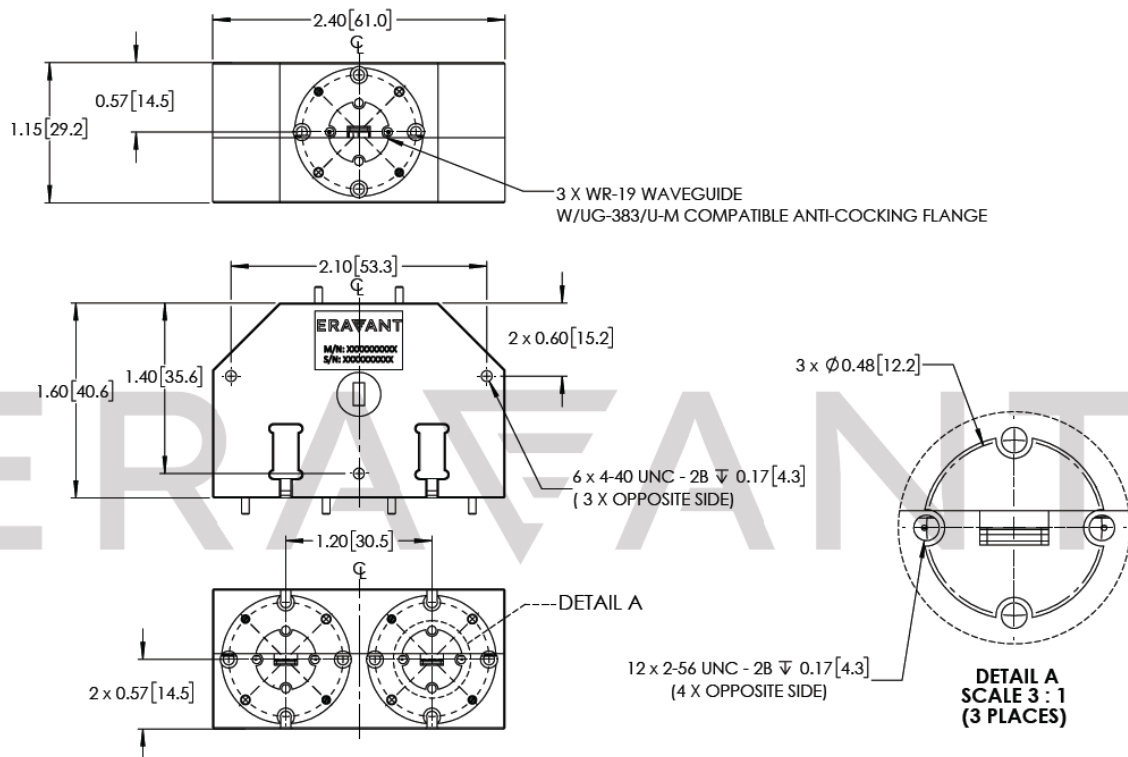 2.40[61.0]
℄
0.57[14.5]
1.15[29.2]
3 X WR-19 WAVEGUIDE
W/UG-383/U-M COMPATIBLE ANTI-COCKING FLANGE
2.10[53.3]
℄
ERAVANT
M/N: XXXXXXXXXX
S/N: XXXXXXXXXX
2 x 0.60[15.2]
1.40[35.6]
1.60[40.6]
3 x Ø0.48[12.2]
ERAVANT
6 x 4-40 UNC - 2B ↧ 0.17[4.3]
( 3 X OPPOSITE SIDE)
1.20[30.5]
℄
DETAIL A
2 x 0.57[14.5]
12 x 2-56 UNC - 2B ↧ 0.17[4.3]
(4 X OPPOSITE SIDE)
DETAIL A
SCALE 3 : 1
(3 PLACES)